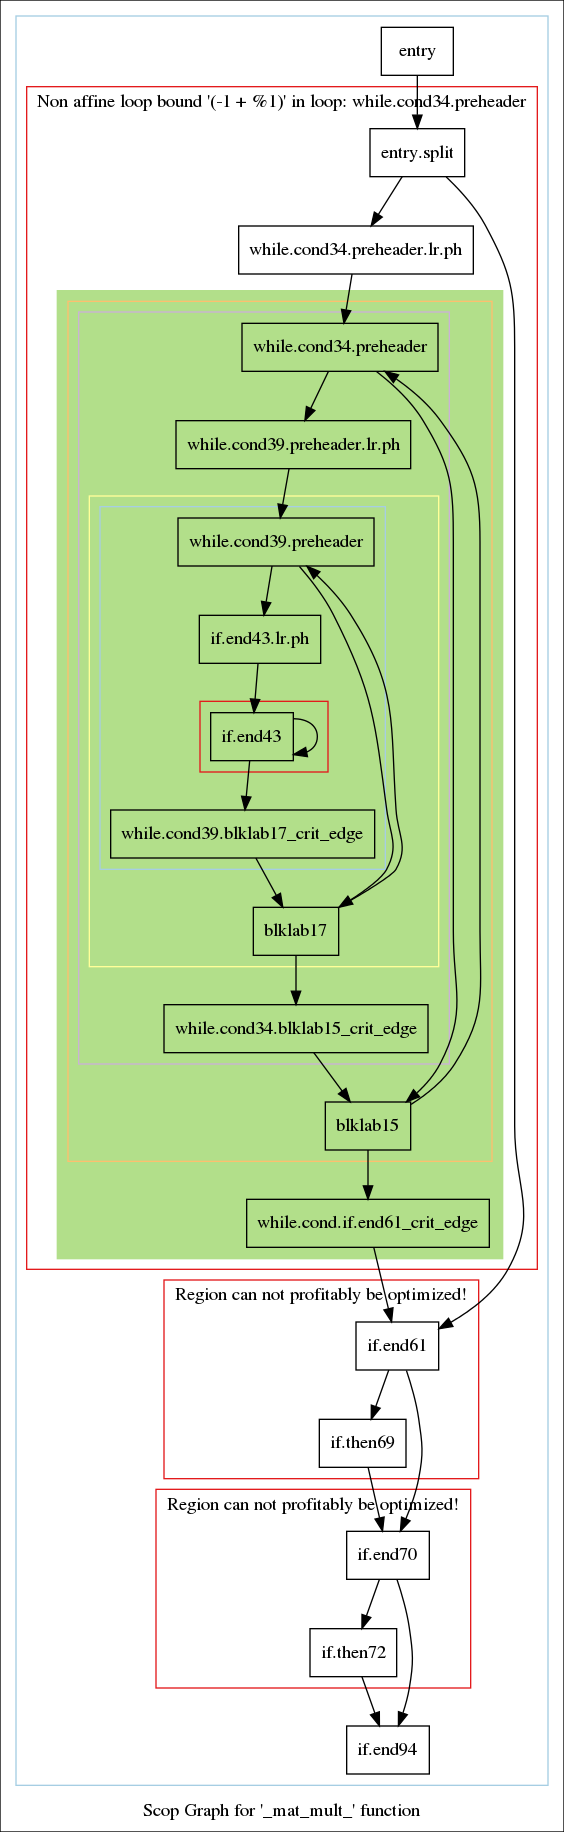 entry
Non affine loop bound '(-1 + %1)' in loop: while.cond34.preheader
entry.split
while.cond34.preheader.lr.ph
while.cond34.preheader
while.cond39.preheader.lr.ph
while.cond39.preheader
if.end43.lr.ph
if.end43
while.cond39.blklab17_crit_edge
blklab17
while.cond34.blklab15_crit_edge
blklab15
while.cond.if.end61_crit_edge
Region can not profitably be optimized!
if.end61
if.then69
Region can not profitably be optimized!
if.end70
if.then72
if.end94
Scop Graph for '_mat_mult_' function